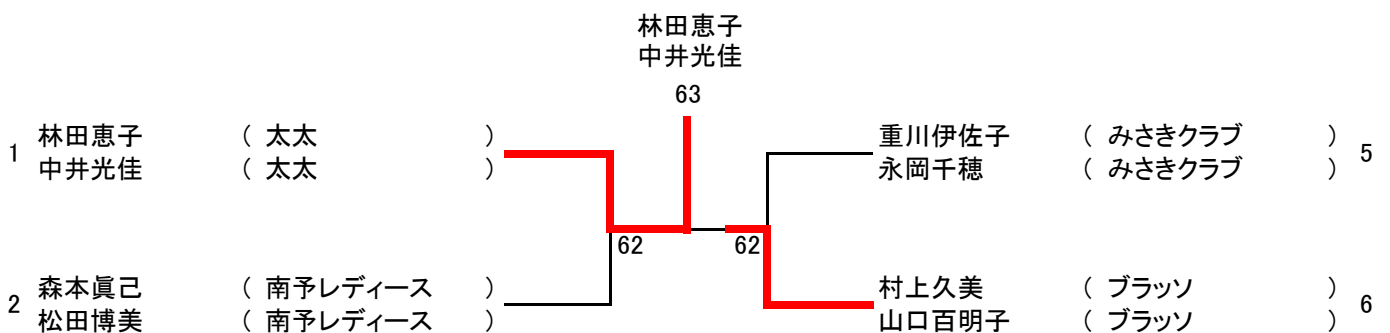 林田恵子
中井光佳
63
1 林田恵子 ( 太太 )
中井光佳 ( 太太 )
重川伊佐子 ( みさきクラブ ) 5
永岡千穂 ( みさきクラブ )
62
62
2 森本眞己 ( 南予レディース )
松田博美 ( 南予レディース )
村上久美 ( ブラッソ ) 6
山口百明子 ( ブラッソ )